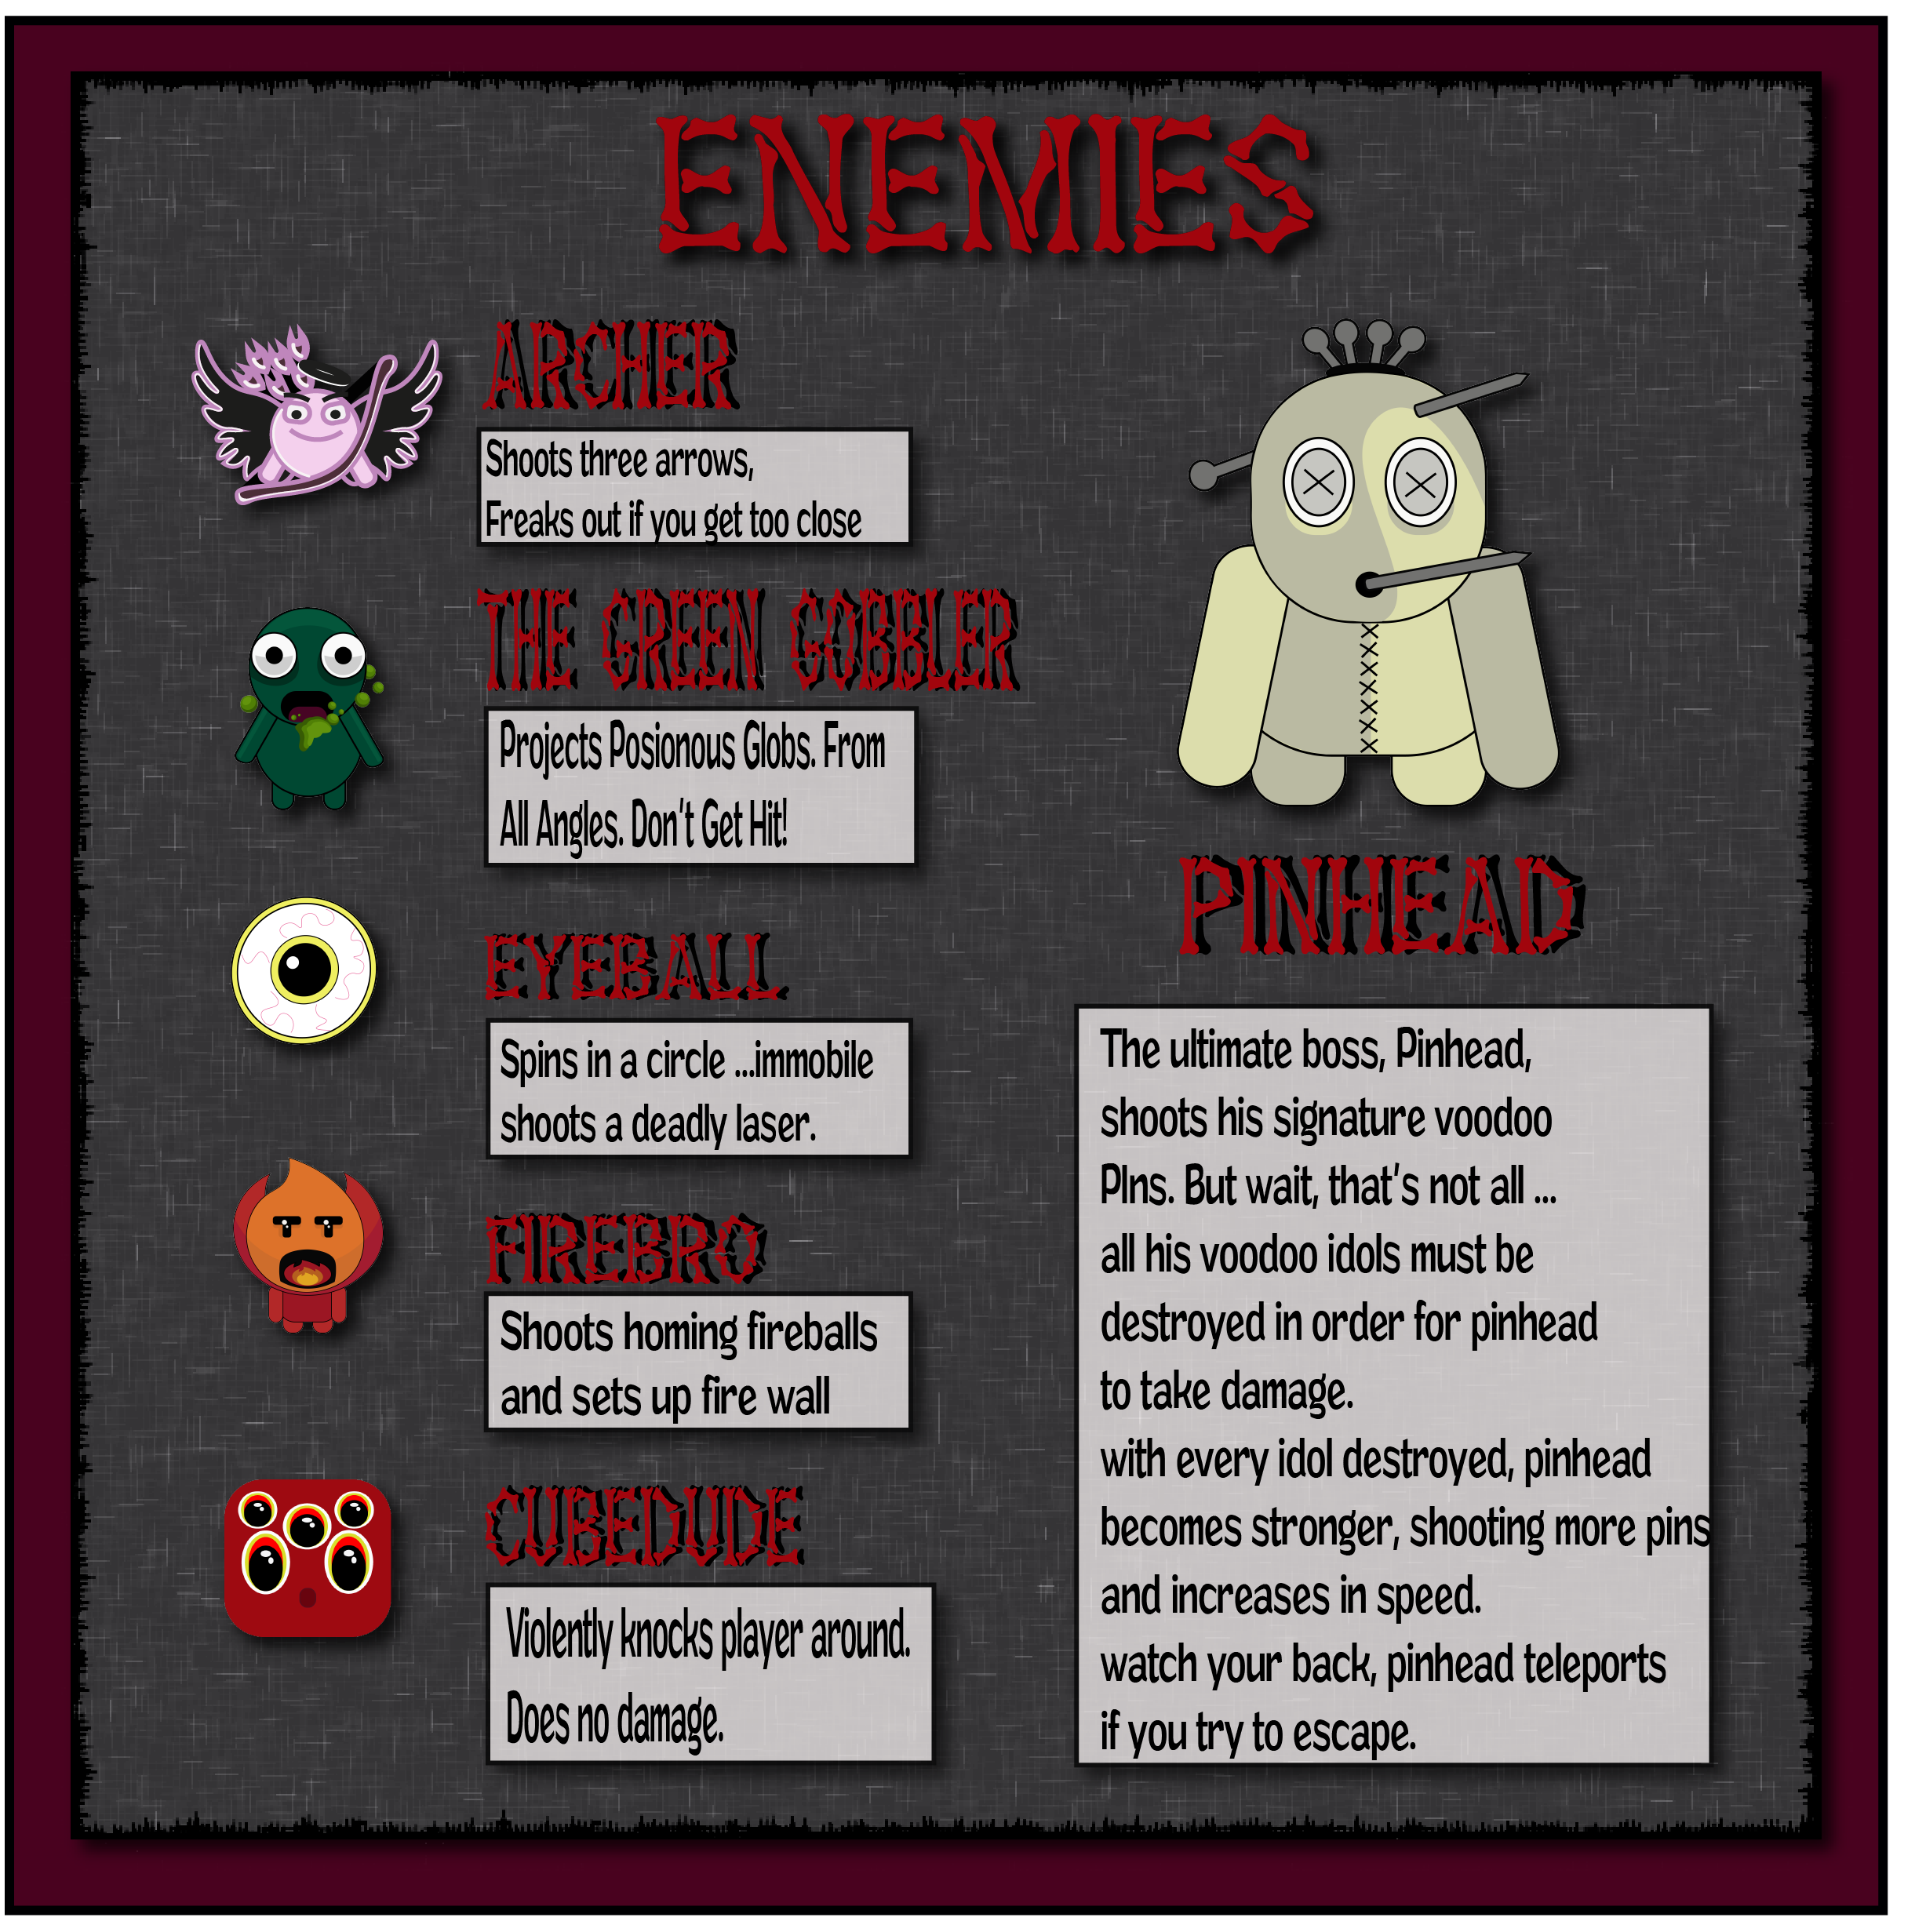 ENEMIES
ARCHER
Shoots three arrows,
Freaks out if you get too close
THE GREEN GOBBLER
Projects Posionous Globs. From
All Angles. Don't Get Hit!
EYEBALL
Spins in a circle ...immobile
shoots a deadly laser.
FIREBRO
Shoots homing fireballs
and sets up fire wall
CUBEDUDE
Violently knocks player around.
Does no damage.
PINHEAD
The ultimate boss, Pinhead,
shoots his signature voodoo
PIns. But wait, that's not all ...
all his voodoo idols must be
destroyed in order for pinhead
to take damage.
with every idol destroyed, pinhead
becomes stronger, shooting more pins
and increases in speed.
watch your back, pinhead teleports
if you try to escape.